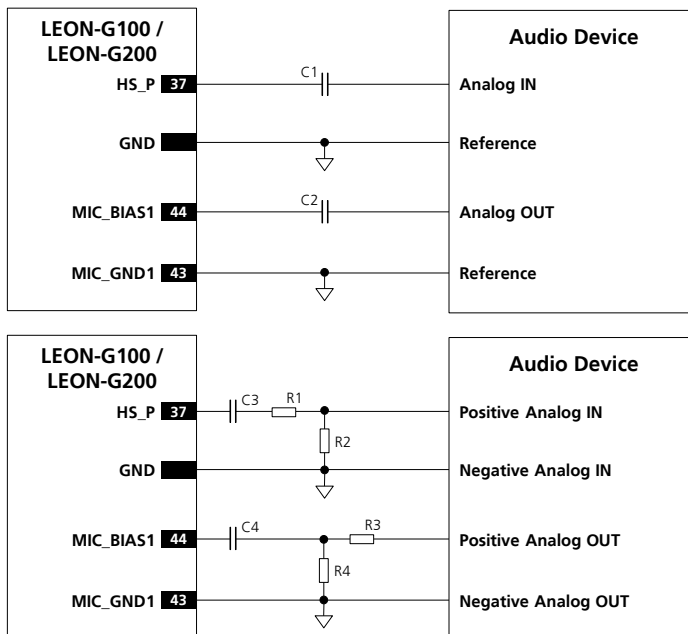 LEON-G100 /
LEON-G200
Audio Device
HS_P 37
C1
Analog IN
GND
Reference
MIC_BIAS1 44
C2
Analog OUT
MIC_GND1 43
Reference
LEON-G100 /
LEON-G200
Audio Device
HS_P 37
C3
R1
Positive Analog IN
R2
GND
Negative Analog IN
MIC_BIAS1 44
C4
R3
Positive Analog OUT
R4
MIC_GND1 43
Negative Analog OUT